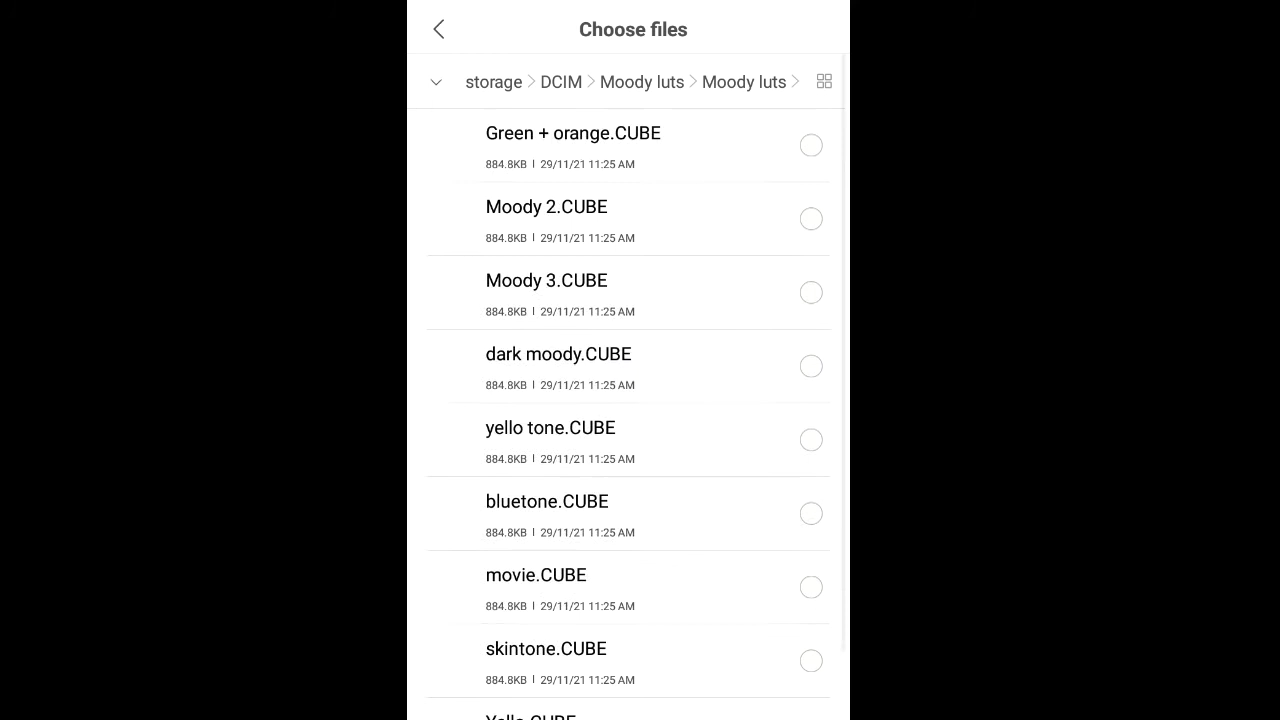 Choose files
storage > DCIM > Moody luts > Moody luts >
Green + orange.CUBE
884.8KB | 29/11/21 11:25 AM
Moody 2.CUBE
884.8KB | 29/11/21 11:25 AM
Moody 3.CUBE
884.8KB | 29/11/21 11:25 AM
dark moody.CUBE
884.8KB | 29/11/21 11:25 AM
yello tone.CUBE
884.8KB | 29/11/21 11:25 AM
bluetone.CUBE
884.8KB | 29/11/21 11:25 AM
movie.CUBE
884.8KB | 29/11/21 11:25 AM
skintone.CUBE
884.8KB | 29/11/21 11:25 AM
Yello.CUBE